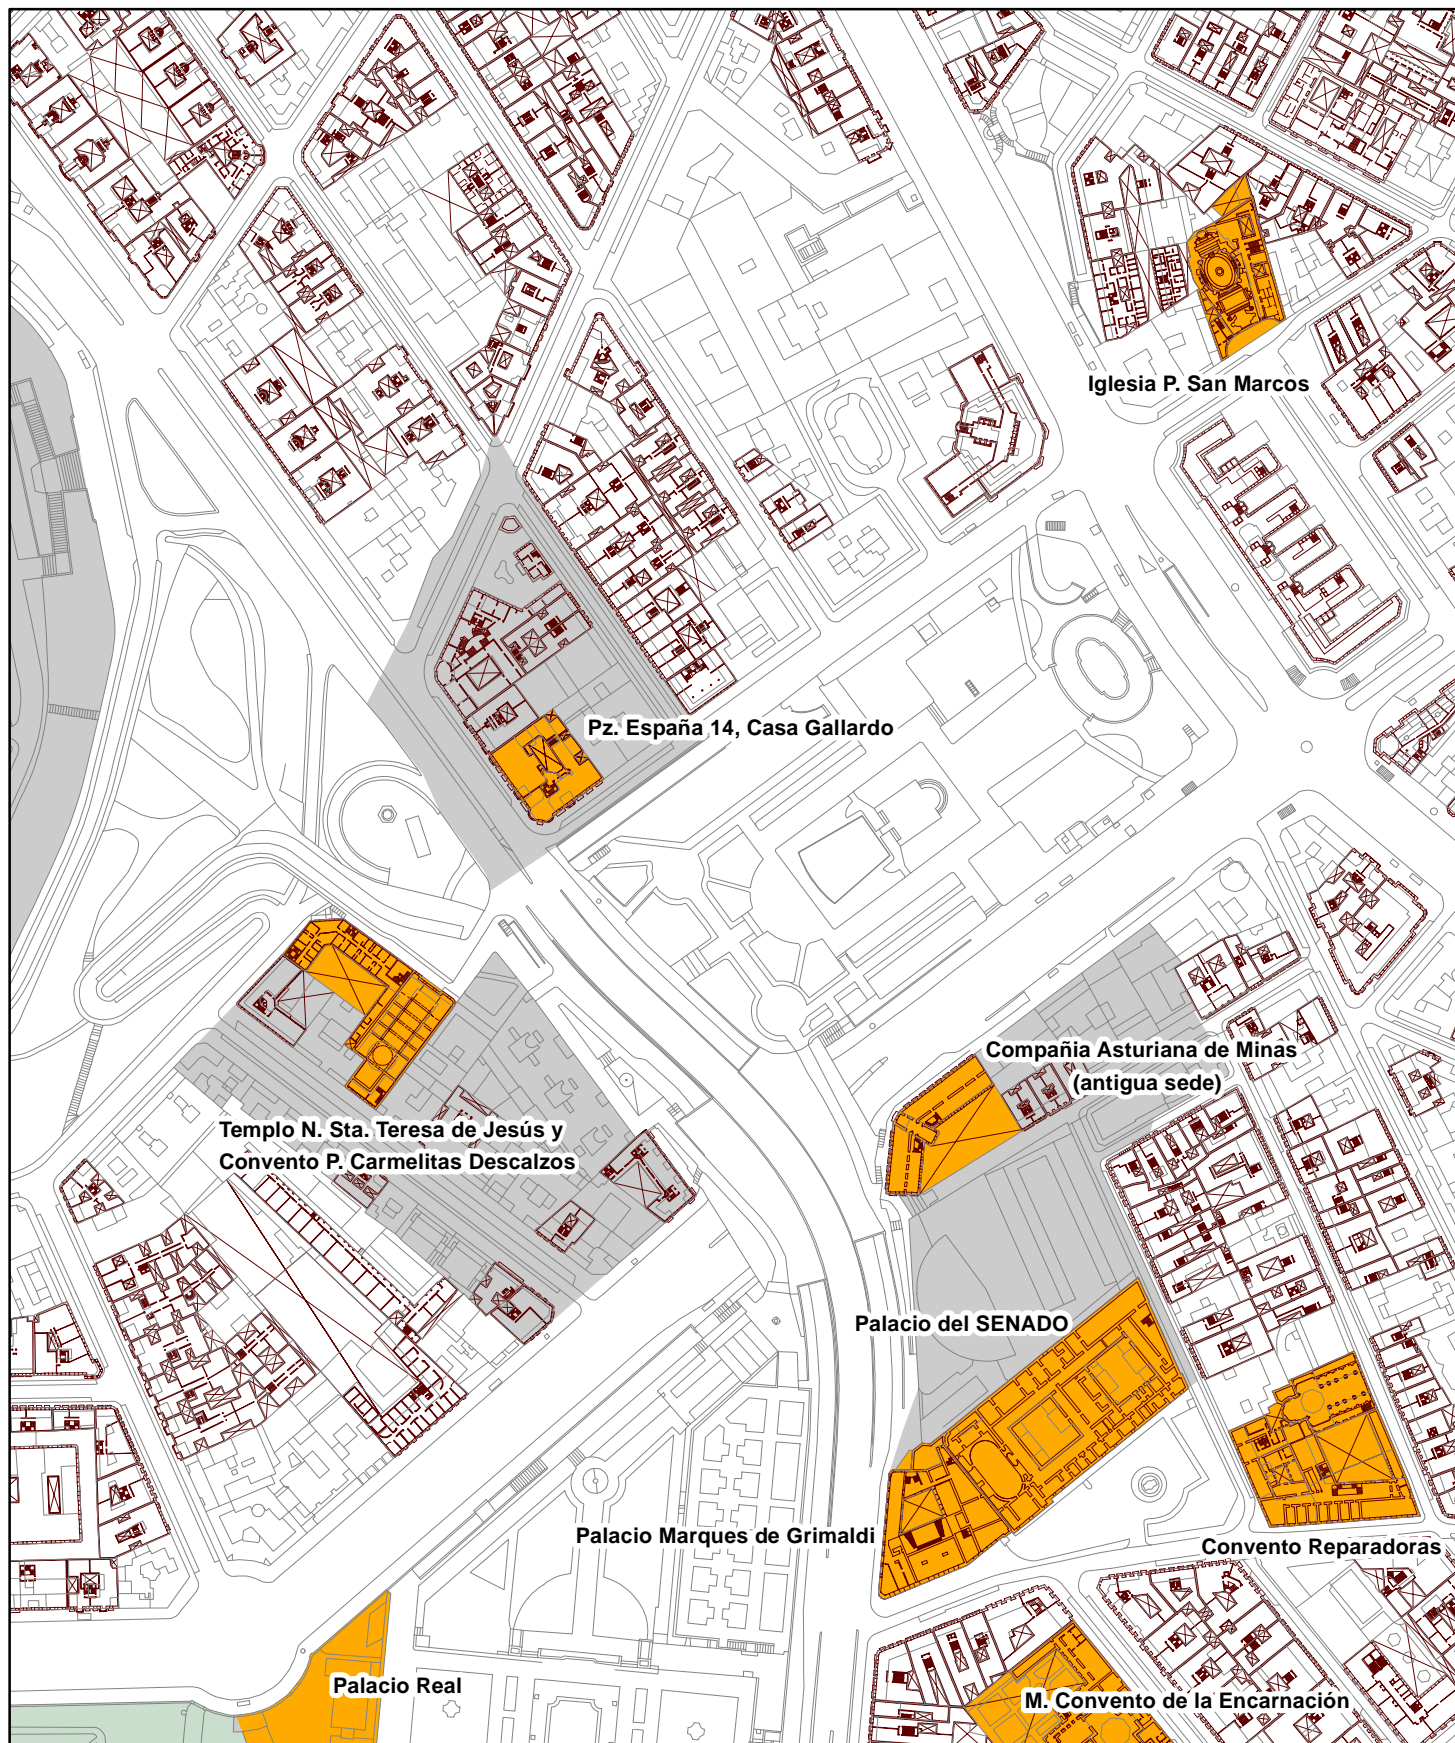 Iglesia P. San Marcos
Pz. España 14, Casa Gallardo
Compañia Asturiana de Minas
(antigua sede)
Templo N. Sta. Teresa de Jesús y
Convento P. Carmelitas Descalzos
Palacio del SENADO
Palacio Marques de Grimaldi
Convento Reparadoras
Palacio Real
M. Convento de la Encarnación